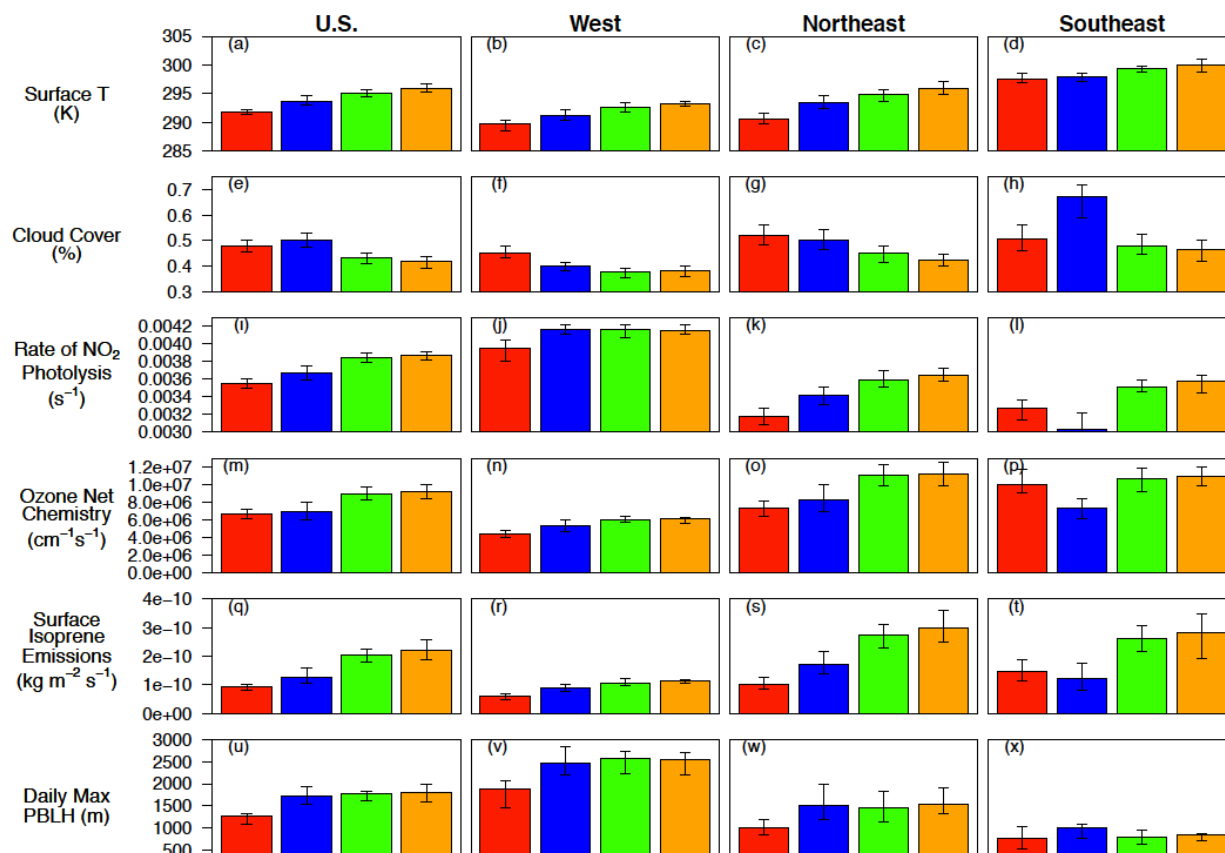 U.S. West Northeast Southeast
Surface T
(K)
305
300
295
290
285
(a) (b) (c) (d)
Cloud Cover
(%)
0.7
0.6
0.5
0.4
0.3
(e) (f) (g) (h)
Rate of NO₂
Photolysis
(s⁻¹)
0.0042
0.0040
0.0038
0.0036
0.0034
0.0032
0.0030
(i) (j) (k) (l)
Ozone Net
Chemistry
(cm⁻¹s⁻¹)
1.2e+07
1.0e+07
8.0e+06
6.0e+06
4.0e+06
2.0e+06
0.0e+00
(m) (n) (o) (p)
Surface
Isoprene
Emissions
(kg m⁻² s⁻¹)
4e−10
3e−10
2e−10
1e−10
0e+00
(q) (r) (s) (t)
Daily Max
PBLH (m)
3000
2500
2000
1500
1000
500
(u) (v) (w) (x)